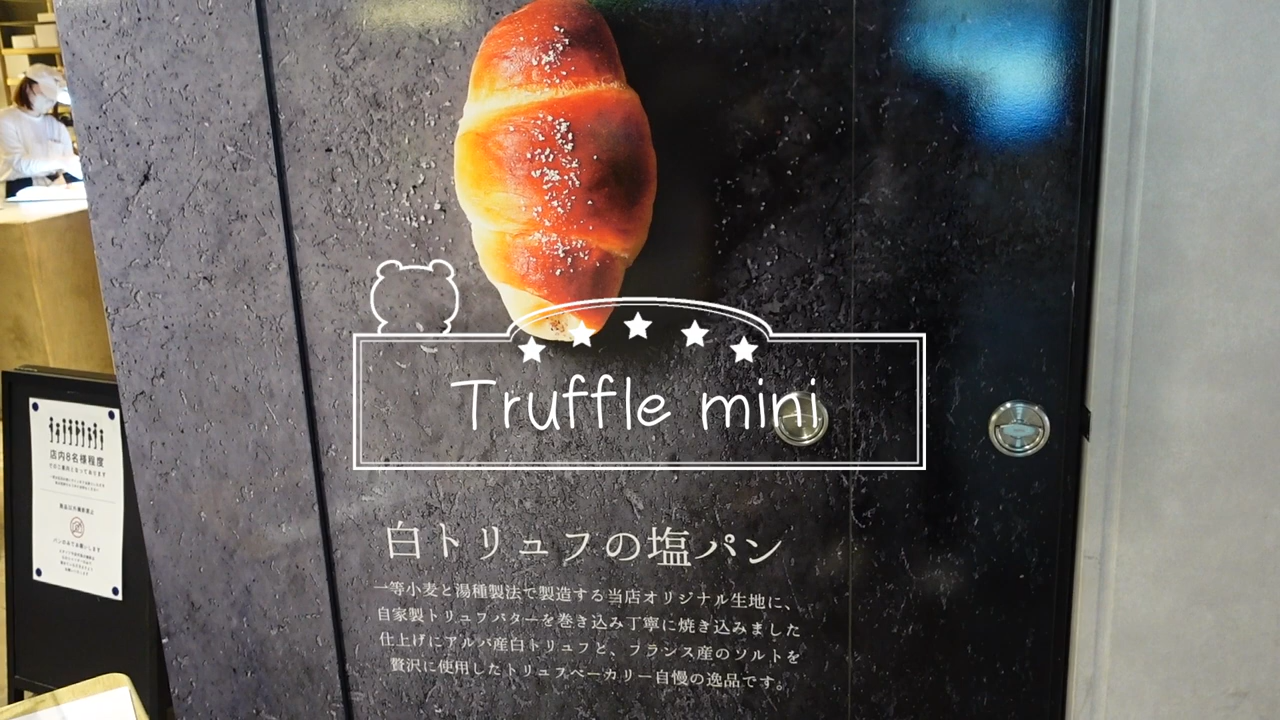 Truffle mini
白トリュフの塩パン
一等小麦と湯種製法で製造する当店オリジナル生地に、
自家製トリュフバターを巻き込み丁寧に焼き込みました
仕上げにアルバ産白トリュフと、フランス産のソルトを
贅沢に使用したトリュフベーカリー自慢の逸品です。
店内8名様程度